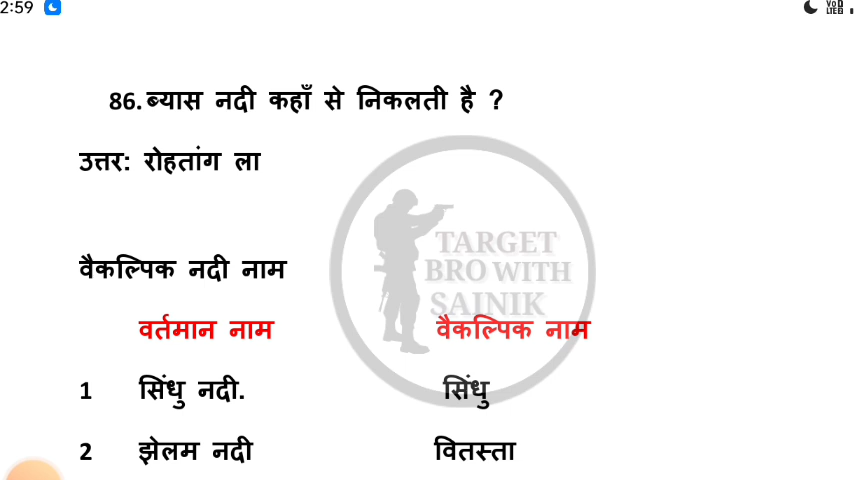 2:59
86. ब्यास नदी कहाँ से निकलती है ?
उत्तर: रोहतांग ला
TARGET
BRO WITH
SAINIK
वैकल्पिक नदी नाम
वर्तमान नाम वैकल्पिक नाम
1 सिंधु नदी. सिंधु
2 झेलम नदी वितस्ता